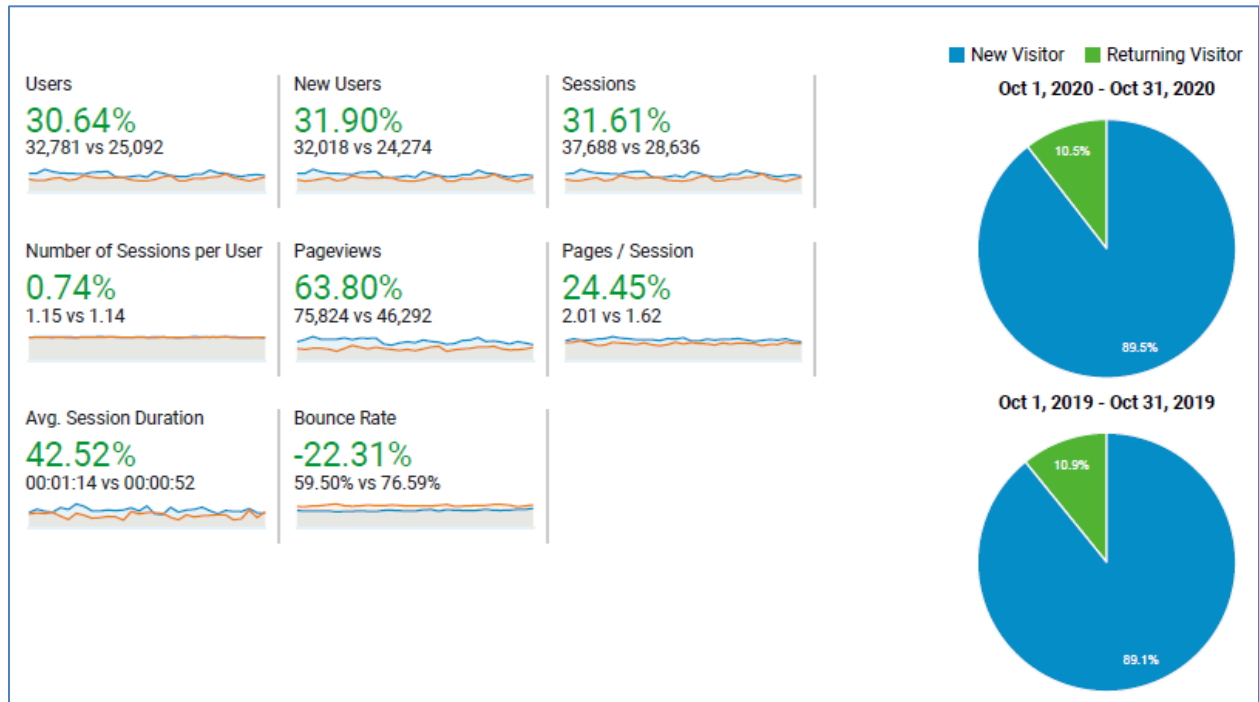 New Visitor Returning Visitor
Oct 1, 2020 - Oct 31, 2020
10.5%
89.5%
Oct 1, 2019 - Oct 31, 2019
10.9%
89.1%
Users
30.64%
32,781 vs 25,092
New Users
31.90%
32,018 vs 24,274
Sessions
31.61%
37,688 vs 28,636
Number of Sessions per User
0.74%
1.15 vs 1.14
Pageviews
63.80%
75,824 vs 46,292
Pages / Session
24.45%
2.01 vs 1.62
Avg. Session Duration
42.52%
00:01:14 vs 00:00:52
Bounce Rate
-22.31%
59.50% vs 76.59%